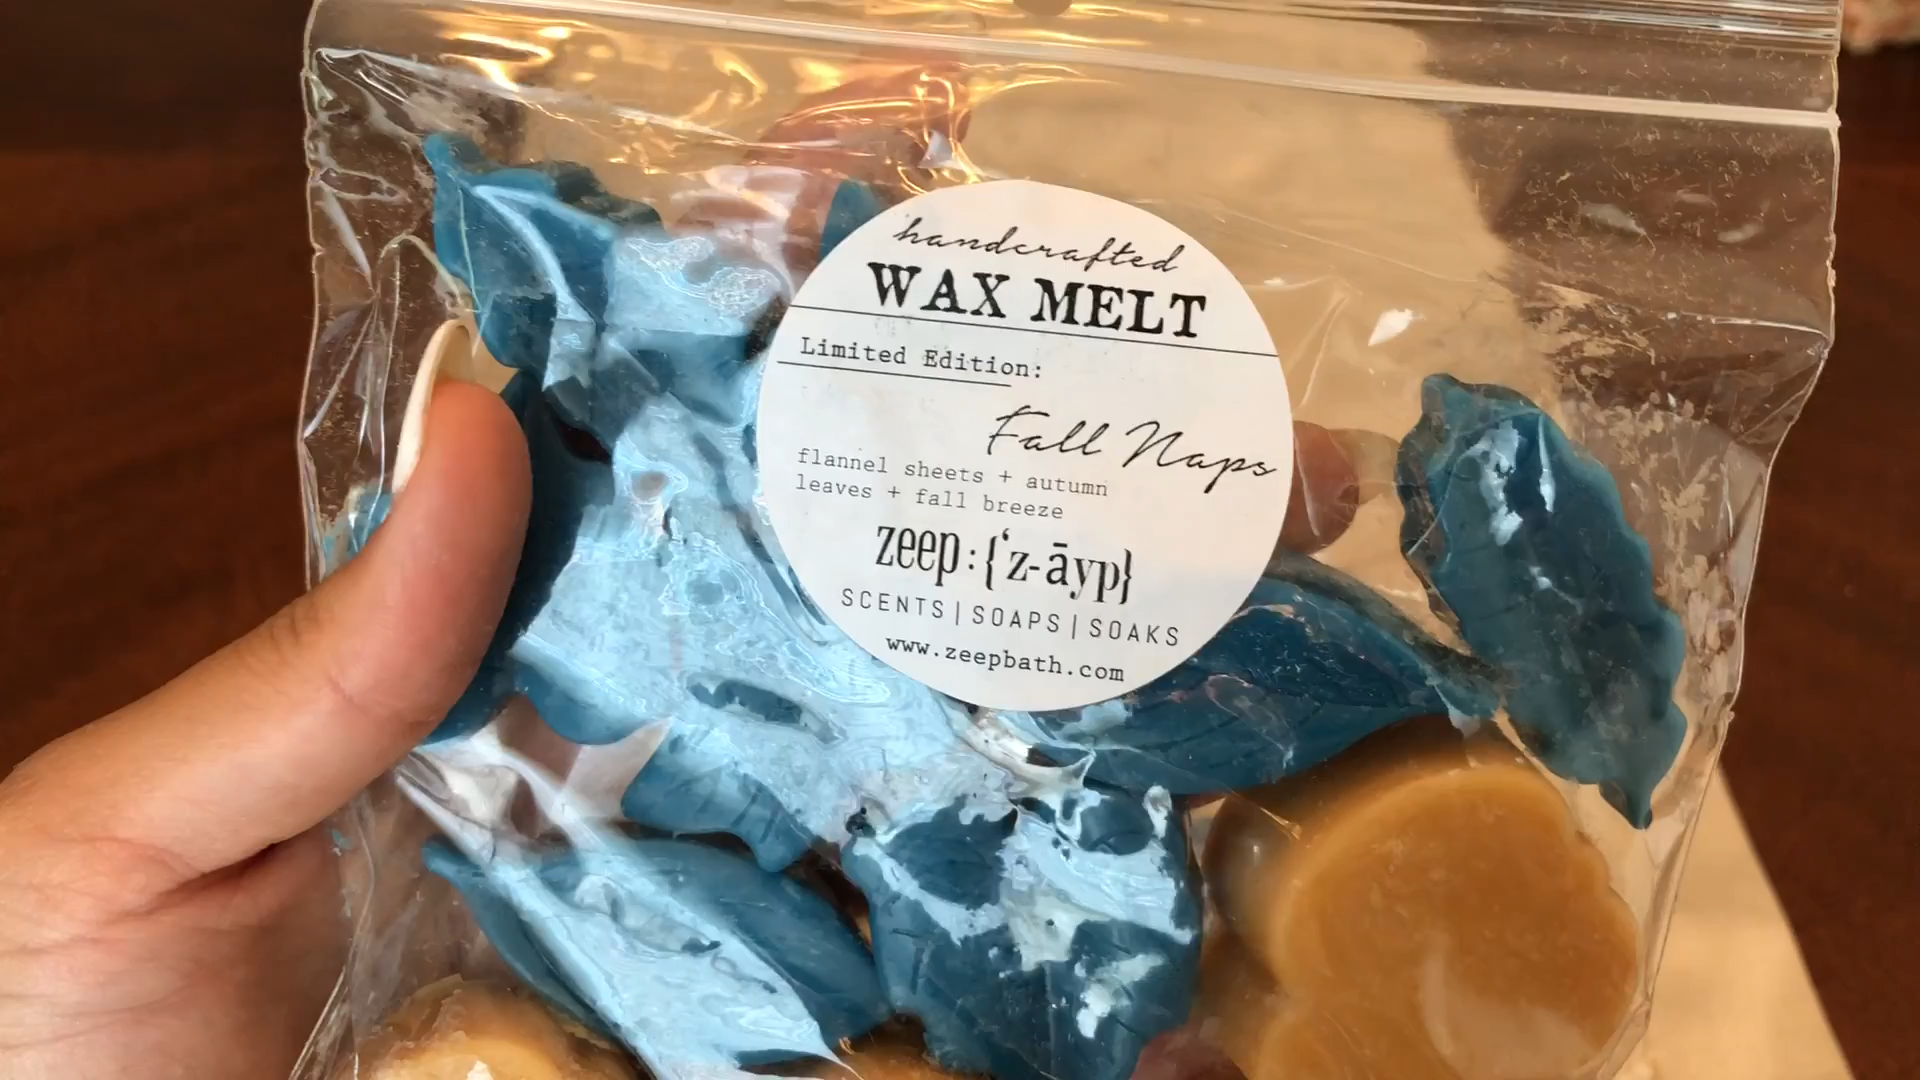 handcrafted
WAX MELT
Limited Edition:
Fall Naps
flannel sheets + autumn
leaves + fall breeze
zeep:{‘z-āyp}
SCENTS|SOAPS|SOAKS
www.zeepbath.com